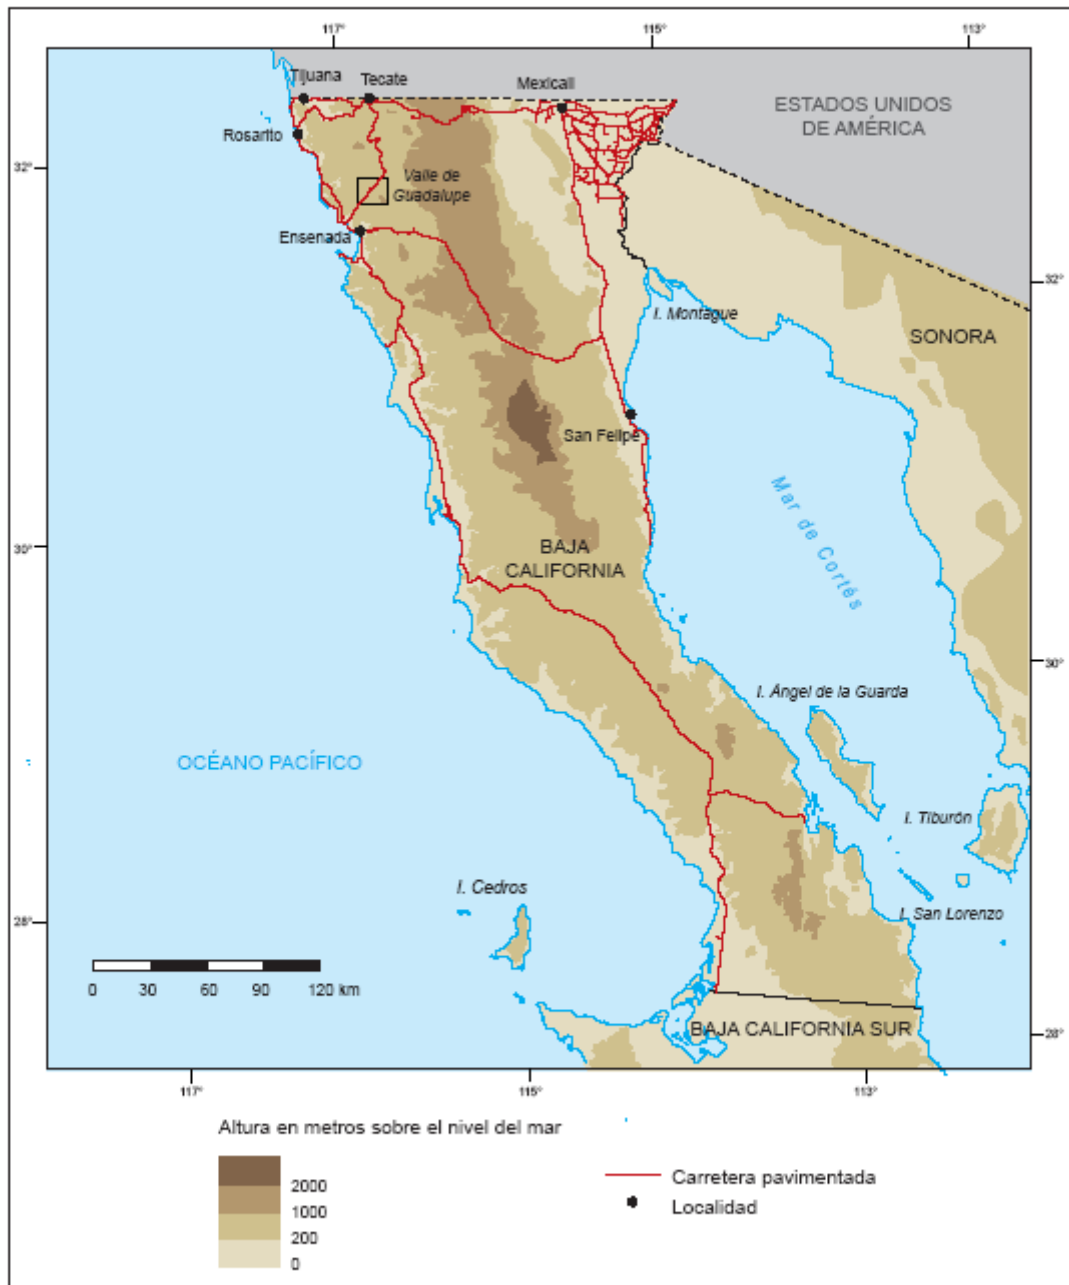 117°
115°
113°
Tijuana
Tecate
Mexicali
ESTADOS UNIDOS
DE AMÉRICA
Rosarito
32°
Valle de
Guadalupe
Ensenada
32°
I. Montague
SONORA
San Felipe
Mar de Cortés
30°
BAJA
CALIFORNIA
30°
I. Ángel de la Guarda
OCÉANO PACÍFICO
I. Tiburón
I. Cedros
I. San Lorenzo
28°
0 30 60 90 120 km
BAJA CALIFORNIA SUR
28°
117°
115°
113°
Altura en metros sobre el nivel del mar
2000
1000
200
0
Carretera pavimentada
Localidad